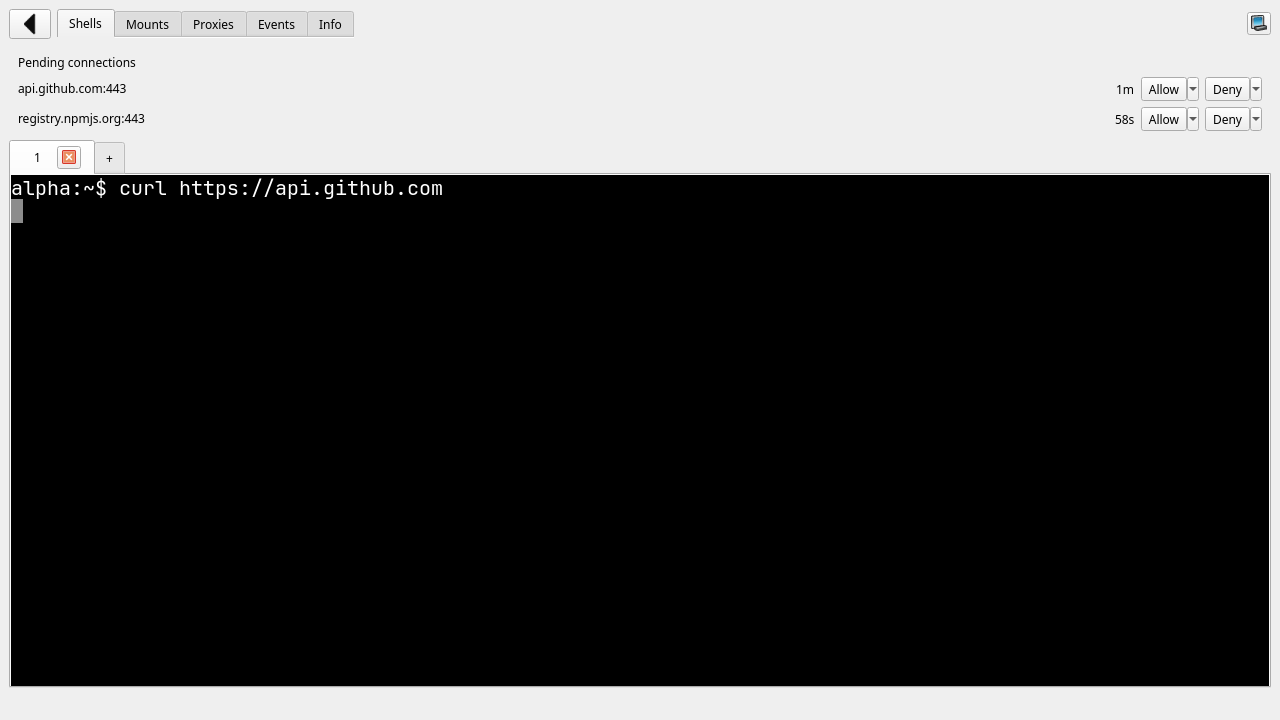 Shells Mounts Proxies Events Info
Pending connections
api.github.com:443 1m Allow Deny
registry.npmjs.org:443 58s Allow Deny
1 +
alpha:~$ curl https://api.github.com